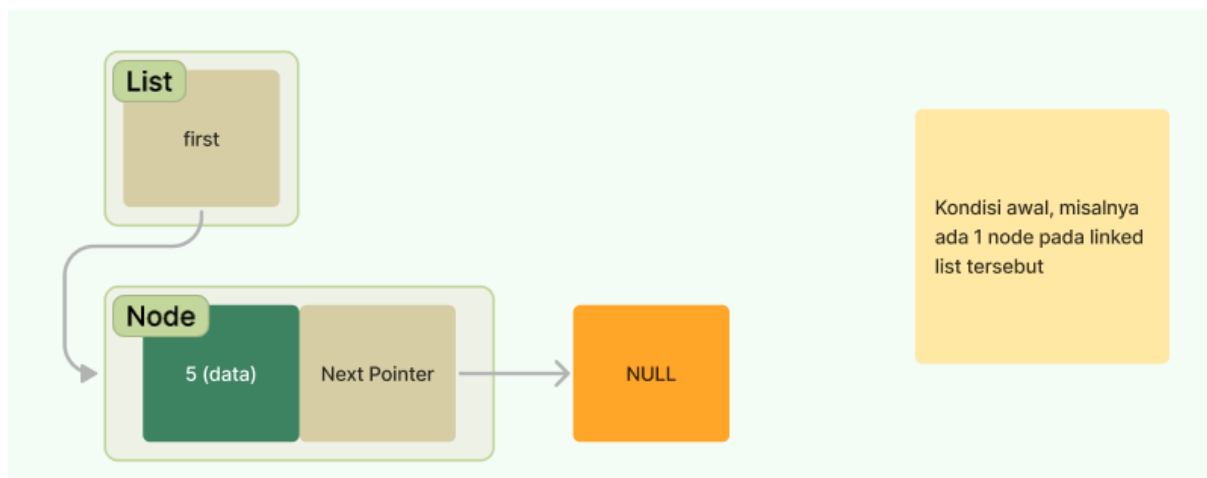 List
first
Kondisi awal, misalnya
ada 1 node pada linked
list tersebut
Node
5 (data)
Next Pointer
NULL